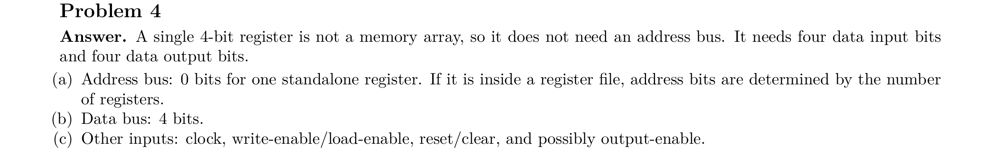 Problem 4
Answer. A single 4-bit register is not a memory array, so it does not need an address bus. It needs four data input bits
and four data output bits.
(a) Address bus: 0 bits for one standalone register. If it is inside a register file, address bits are determined by the number
of registers.
(b) Data bus: 4 bits.
(c) Other inputs: clock, write-enable/load-enable, reset/clear, and possibly output-enable.